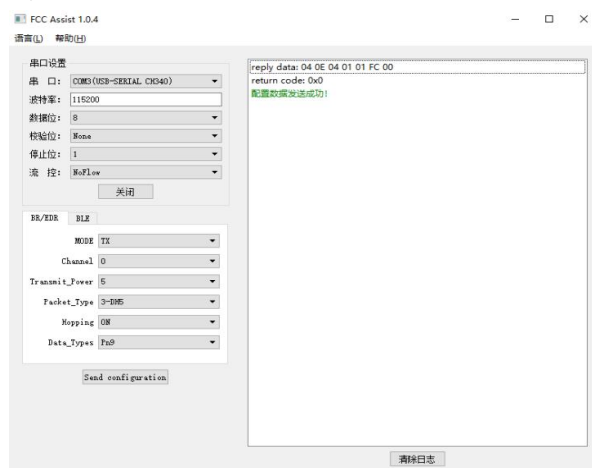 FCC Assist 1.0.4
语言(L) 帮助(H)
串口设置
串 口: COM3(USB-SERIAL CH340)
波特率: 115200
数据位: 8
校验位: None
停止位: 1
流 控: NoFlow
关闭
BR/EDR BLE
MODE TX
Channel 0
Transmit_Power 5
Packet_Type 3-DM5
Hopping ON
Data_Types Pn9
Send configuration
reply data: 04 0E 04 01 01 FC 00
return code: 0x0
配置数据发送成功!
清除日志